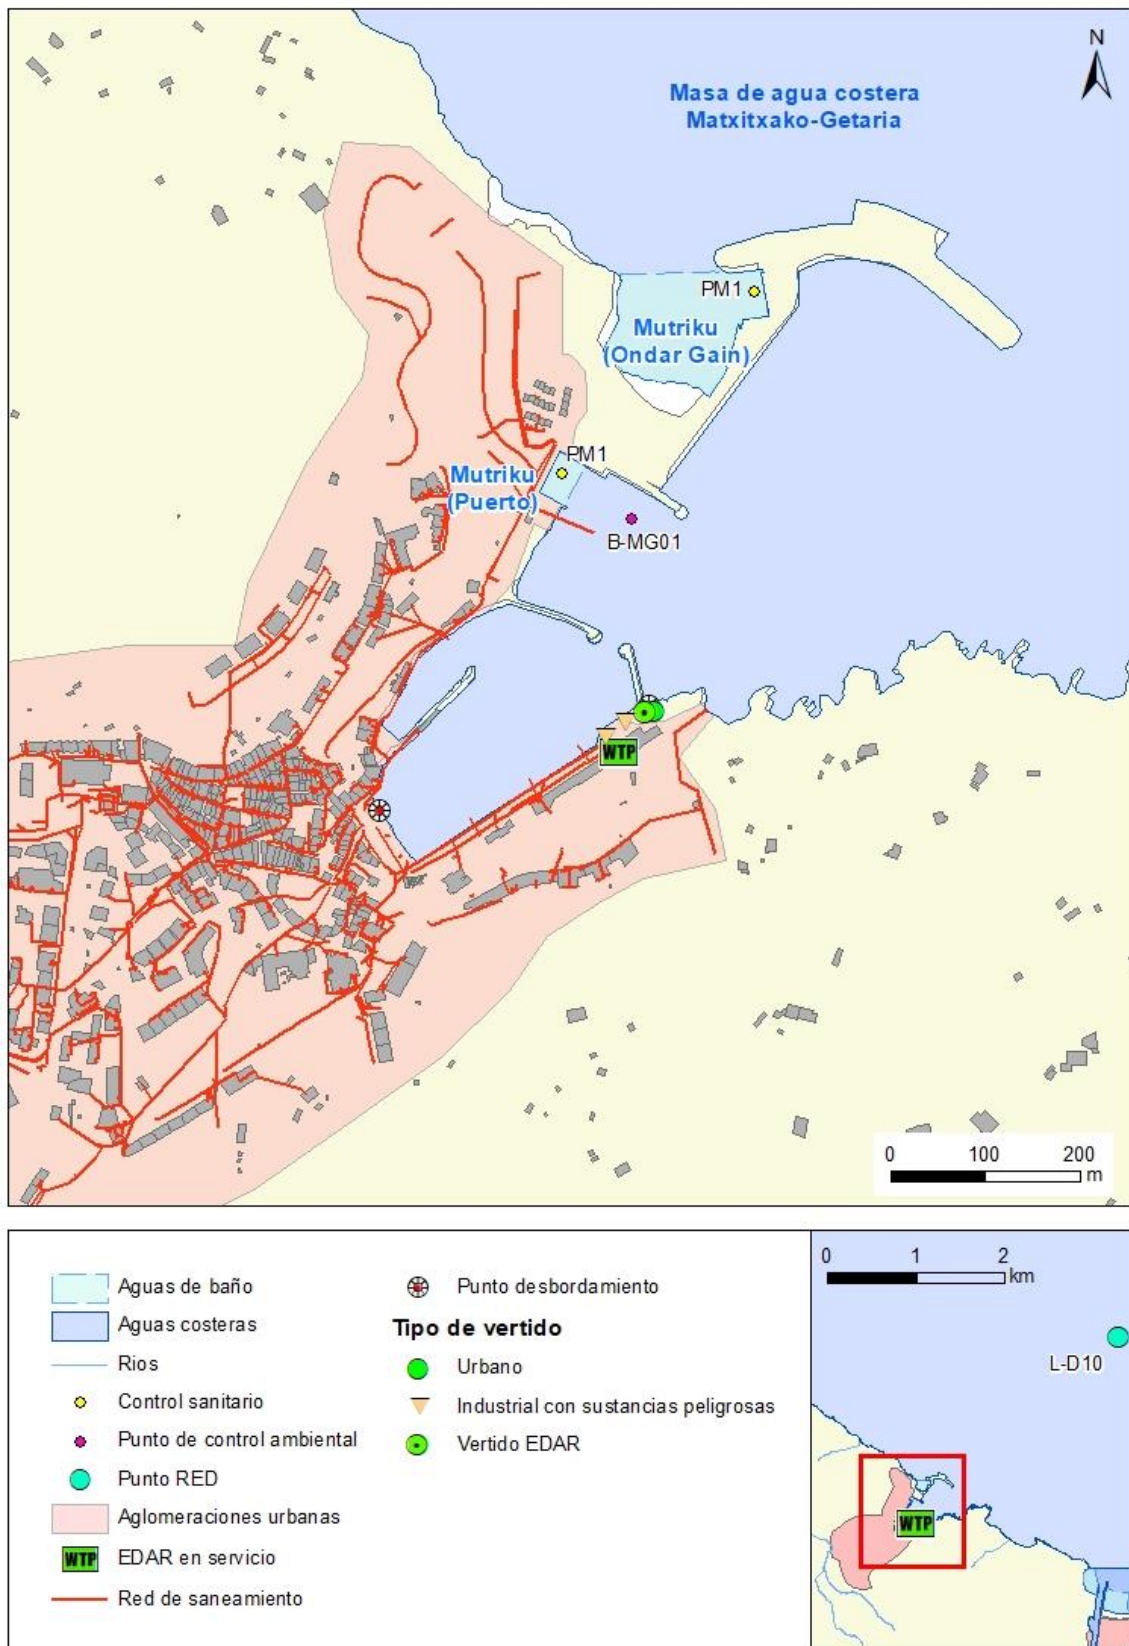 N
Masa de agua costera
Matxitxako-Getaria
PM1
Mutriku
(Ondar Gain)
PM1
Mutriku
(Puerto)
B-MG01
WTP
0 100 200
m
Aguas de baño
Aguas costeras
Rios
Control sanitario
Punto de control ambiental
Punto RED
Aglomeraciones urbanas
WTP EDAR en servicio
Red de saneamiento
Punto desbordamiento
Tipo de vertido
Urbano
Industrial con sustancias peligrosas
Vertido EDAR
0 1 2
km
L-D10
WTP